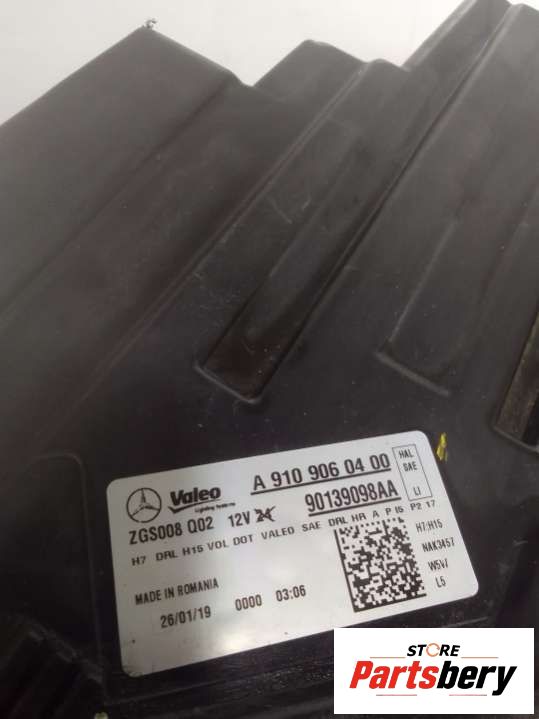 Valeo
Lighting Systems
A 910 906 04 00
HAL
SAE
LI
ZGS008 Q02 12V
90139098AA
H7 DRL H15 VOL DOT VALEO SAE DRL HR A P I5 P2 17
H7;H15
NAK3457
W5W
L5
MADE IN ROMANIA
26/01/19 0000 03:06
STORE
Partsbery